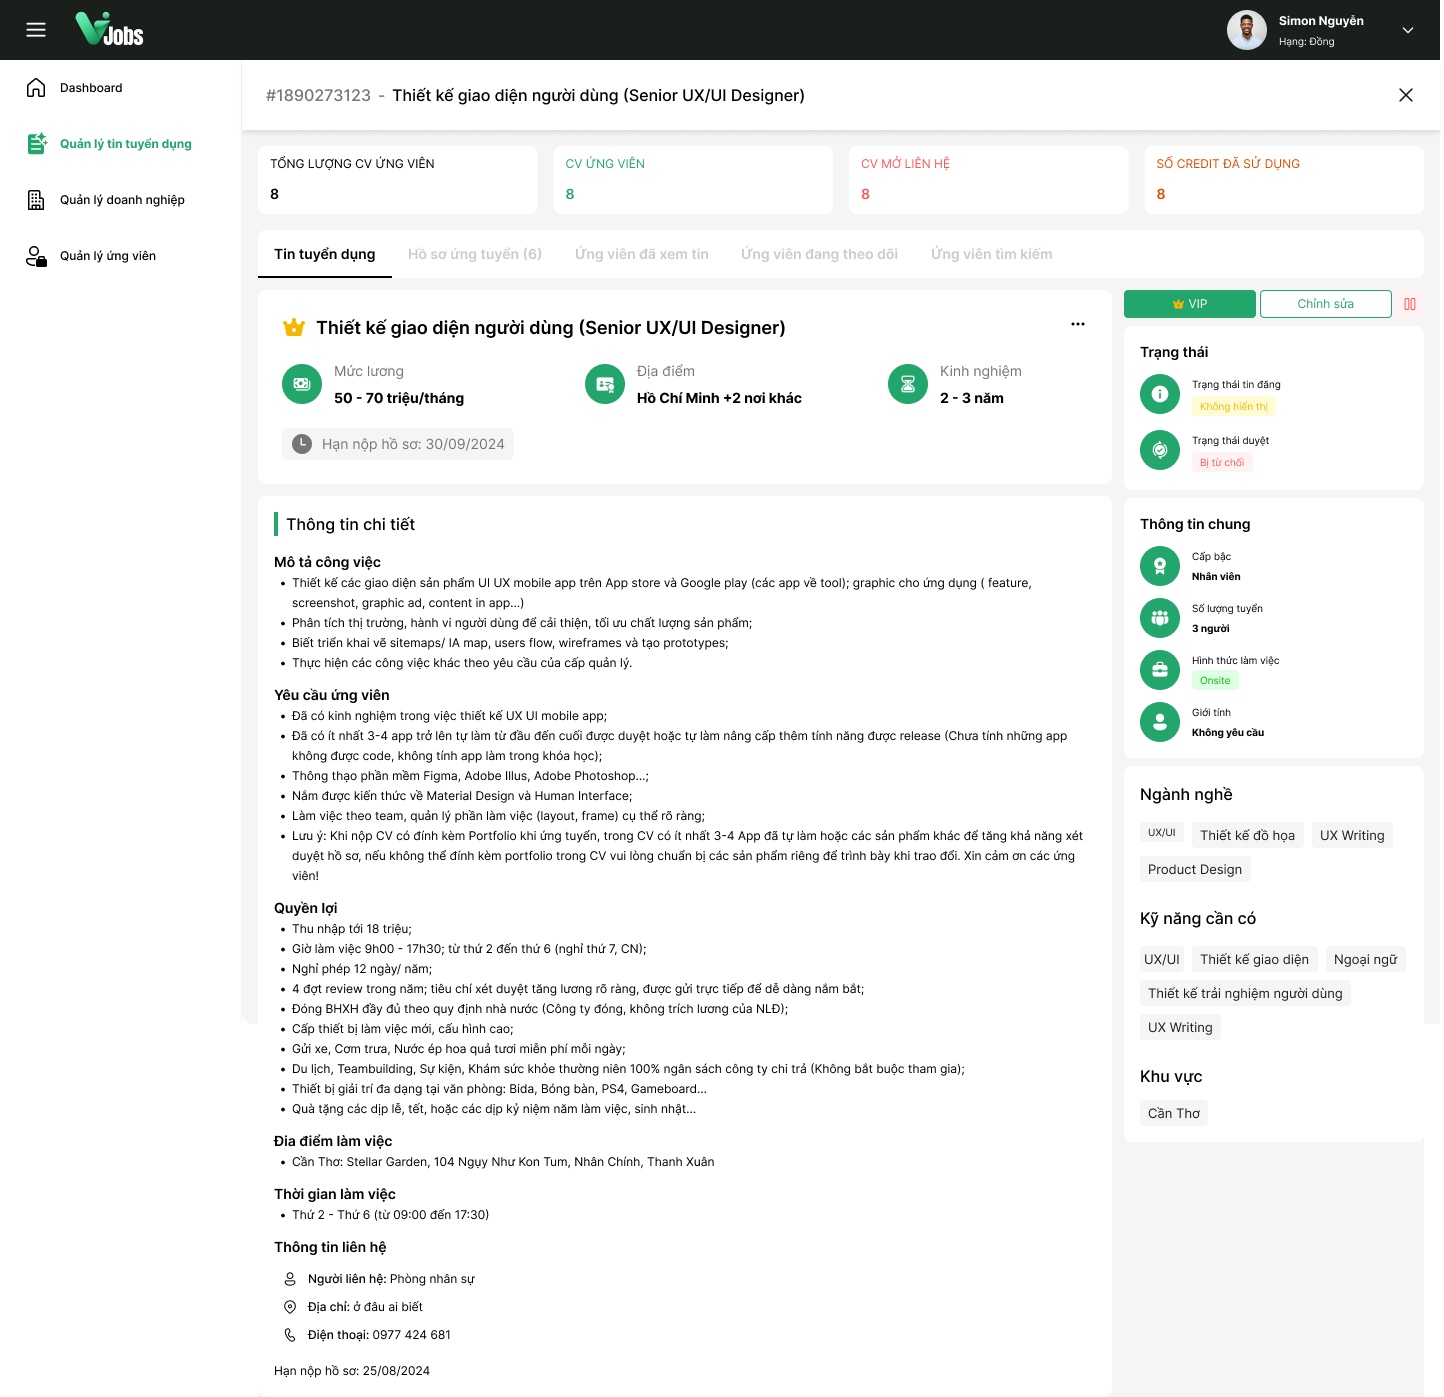 VJobs
Simon Nguyễn
Hạng: Đồng
Dashboard
Quản lý tin tuyển dụng
Quản lý doanh nghiệp
Quản lý ứng viên
#1890273123 - Thiết kế giao diện người dùng (Senior UX/UI Designer)
TỔNG LƯỢNG CV ỨNG VIÊN
8
CV ỨNG VIÊN
8
CV MỞ LIÊN HỆ
8
SỐ CREDIT ĐÃ SỬ DỤNG
8
Tin tuyển dụng
Hồ sơ ứng tuyển (6)
Ứng viên đã xem tin
Ứng viên đang theo dõi
Ứng viên tìm kiếm
Thiết kế giao diện người dùng (Senior UX/UI Designer)
Mức lương
50 - 70 triệu/tháng
Địa điểm
Hồ Chí Minh +2 nơi khác
Kinh nghiệm
2 - 3 năm
Hạn nộp hồ sơ: 30/09/2024
Thông tin chi tiết
Mô tả công việc
• Thiết kế các giao diện sản phẩm UI UX mobile app trên App store và Google play (các app về tool); graphic cho ứng dụng ( feature,
screenshot, graphic ad, content in app...)
• Phân tích thị trường, hành vi người dùng để cải thiện, tối ưu chất lượng sản phẩm;
• Biết triển khai vẽ sitemaps/ IA map, users flow, wireframes và tạo prototypes;
• Thực hiện các công việc khác theo yêu cầu của cấp quản lý.
Yêu cầu ứng viên
• Đã có kinh nghiệm trong việc thiết kế UX UI mobile app;
• Đã có ít nhất 3-4 app trở lên tự làm từ đầu đến cuối được duyệt hoặc tự làm nâng cấp thêm tính năng được release (Chưa tính những app
không được code, không tính app làm trong khóa học);
• Thông thạo phần mềm Figma, Adobe Illus, Adobe Photoshop...;
• Nắm được kiến thức về Material Design và Human Interface;
• Làm việc theo team, quản lý phần làm việc (layout, frame) cụ thể rõ ràng;
• Lưu ý: Khi nộp CV có đính kèm Portfolio khi ứng tuyển, trong CV có ít nhất 3-4 App đã tự làm hoặc các sản phẩm khác để tăng khả năng xét
duyệt hồ sơ, nếu không thể đính kèm portfolio trong CV vui lòng chuẩn bị các sản phẩm riêng để trình bày khi trao đổi. Xin cảm ơn các ứng
viên!
Quyền lợi
• Thu nhập tới 18 triệu;
• Giờ làm việc 9h00 - 17h30; từ thứ 2 đến thứ 6 (nghỉ thứ 7, CN);
• Nghỉ phép 12 ngày/ năm;
• 4 đợt review trong năm; tiêu chí xét duyệt tăng lương rõ ràng, được gửi trực tiếp để dễ dàng nắm bắt;
• Đóng BHXH đầy đủ theo quy định nhà nước (Công ty đóng, không trích lương của NLĐ);
• Cấp thiết bị làm việc mới, cấu hình cao;
• Gửi xe, Cơm trưa, Nước ép hoa quả tươi miễn phí mỗi ngày;
• Du lịch, Teambuilding, Sự kiện, Khám sức khỏe thường niên 100% ngân sách công ty chi trả (Không bắt buộc tham gia);
• Thiết bị giải trí đa dạng tại văn phòng: Bida, Bóng bàn, PS4, Gameboard...
• Quà tặng các dịp lễ, tết, hoặc các dịp kỷ niệm năm làm việc, sinh nhật...
Đia điểm làm việc
• Cần Thơ: Stellar Garden, 104 Ngụy Như Kon Tum, Nhân Chính, Thanh Xuân
Thời gian làm việc
• Thứ 2 - Thứ 6 (từ 09:00 đến 17:30)
Thông tin liên hệ
Người liên hệ: Phòng nhân sự
Địa chỉ: ở đâu ai biết
Điện thoại: 0977 424 681
Hạn nộp hồ sơ: 25/08/2024
VIP
Chỉnh sửa
Trạng thái
Trạng thái tin đăng
Không hiển thị
Trạng thái duyệt
Bị từ chối
Thông tin chung
Cấp bậc
Nhân viên
Số lượng tuyển
3 người
Hình thức làm việc
Onsite
Giới tính
Không yêu cầu
Ngành nghề
UX/UI
Thiết kế đồ họa
UX Writing
Product Design
Kỹ năng cần có
UX/UI
Thiết kế giao diện
Ngoại ngữ
Thiết kế trải nghiệm người dùng
UX Writing
Khu vực
Cần Thơ